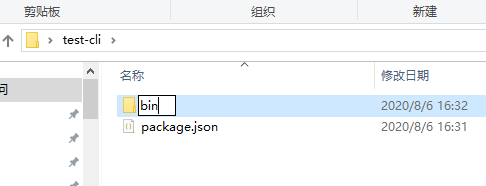 剪贴板 组织 新建
test-cli
问
名称 修改日期
bin 2020/8/6 16:32
package.json 2020/8/6 16:31